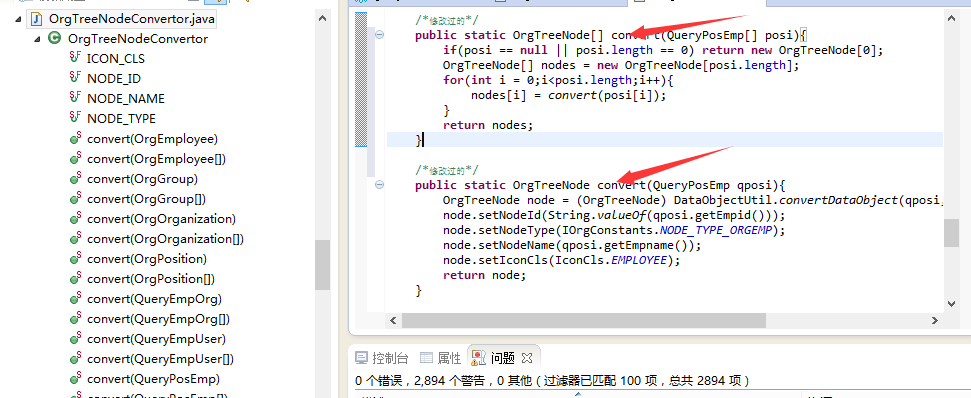 OrgTreeNodeConvertor.java
OrgTreeNodeConvertor
ICON_CLS
NODE_ID
NODE_NAME
NODE_TYPE
convert(OrgEmployee)
convert(OrgEmployee[])
convert(OrgGroup)
convert(OrgGroup[])
convert(OrgOrganization)
convert(OrgOrganization[])
convert(OrgPosition)
convert(OrgPosition[])
convert(QueryEmpOrg)
convert(QueryEmpOrg[])
convert(QueryEmpUser)
convert(QueryEmpUser[])
convert(QueryPosEmp)
/*修改过的*/
public static OrgTreeNode[] convert(QueryPosEmp[] posi){
if(posi == null || posi.length == 0) return new OrgTreeNode[0];
OrgTreeNode[] nodes = new OrgTreeNode[posi.length];
for(int i = 0;i<posi.length;i++){
nodes[i] = convert(posi[i]);
}
return nodes;
}
/*修改过的*/
public static OrgTreeNode convert(QueryPosEmp qposi){
OrgTreeNode node = (OrgTreeNode) DataObjectUtil.convertDataObject(qposi,
node.setNodeId(String.valueOf(qposi.getEmpid()));
node.setNodeType(IOrgConstants.NODE_TYPE_ORGEMP);
node.setNodeName(qposi.getEmpname());
node.setIconCls(IconCls.EMPLOYEE);
return node;
}
控制台 属性 问题
0 个错误，2,894 个警告，0 其他（过滤器已匹配 100 项，总共 2894 项）